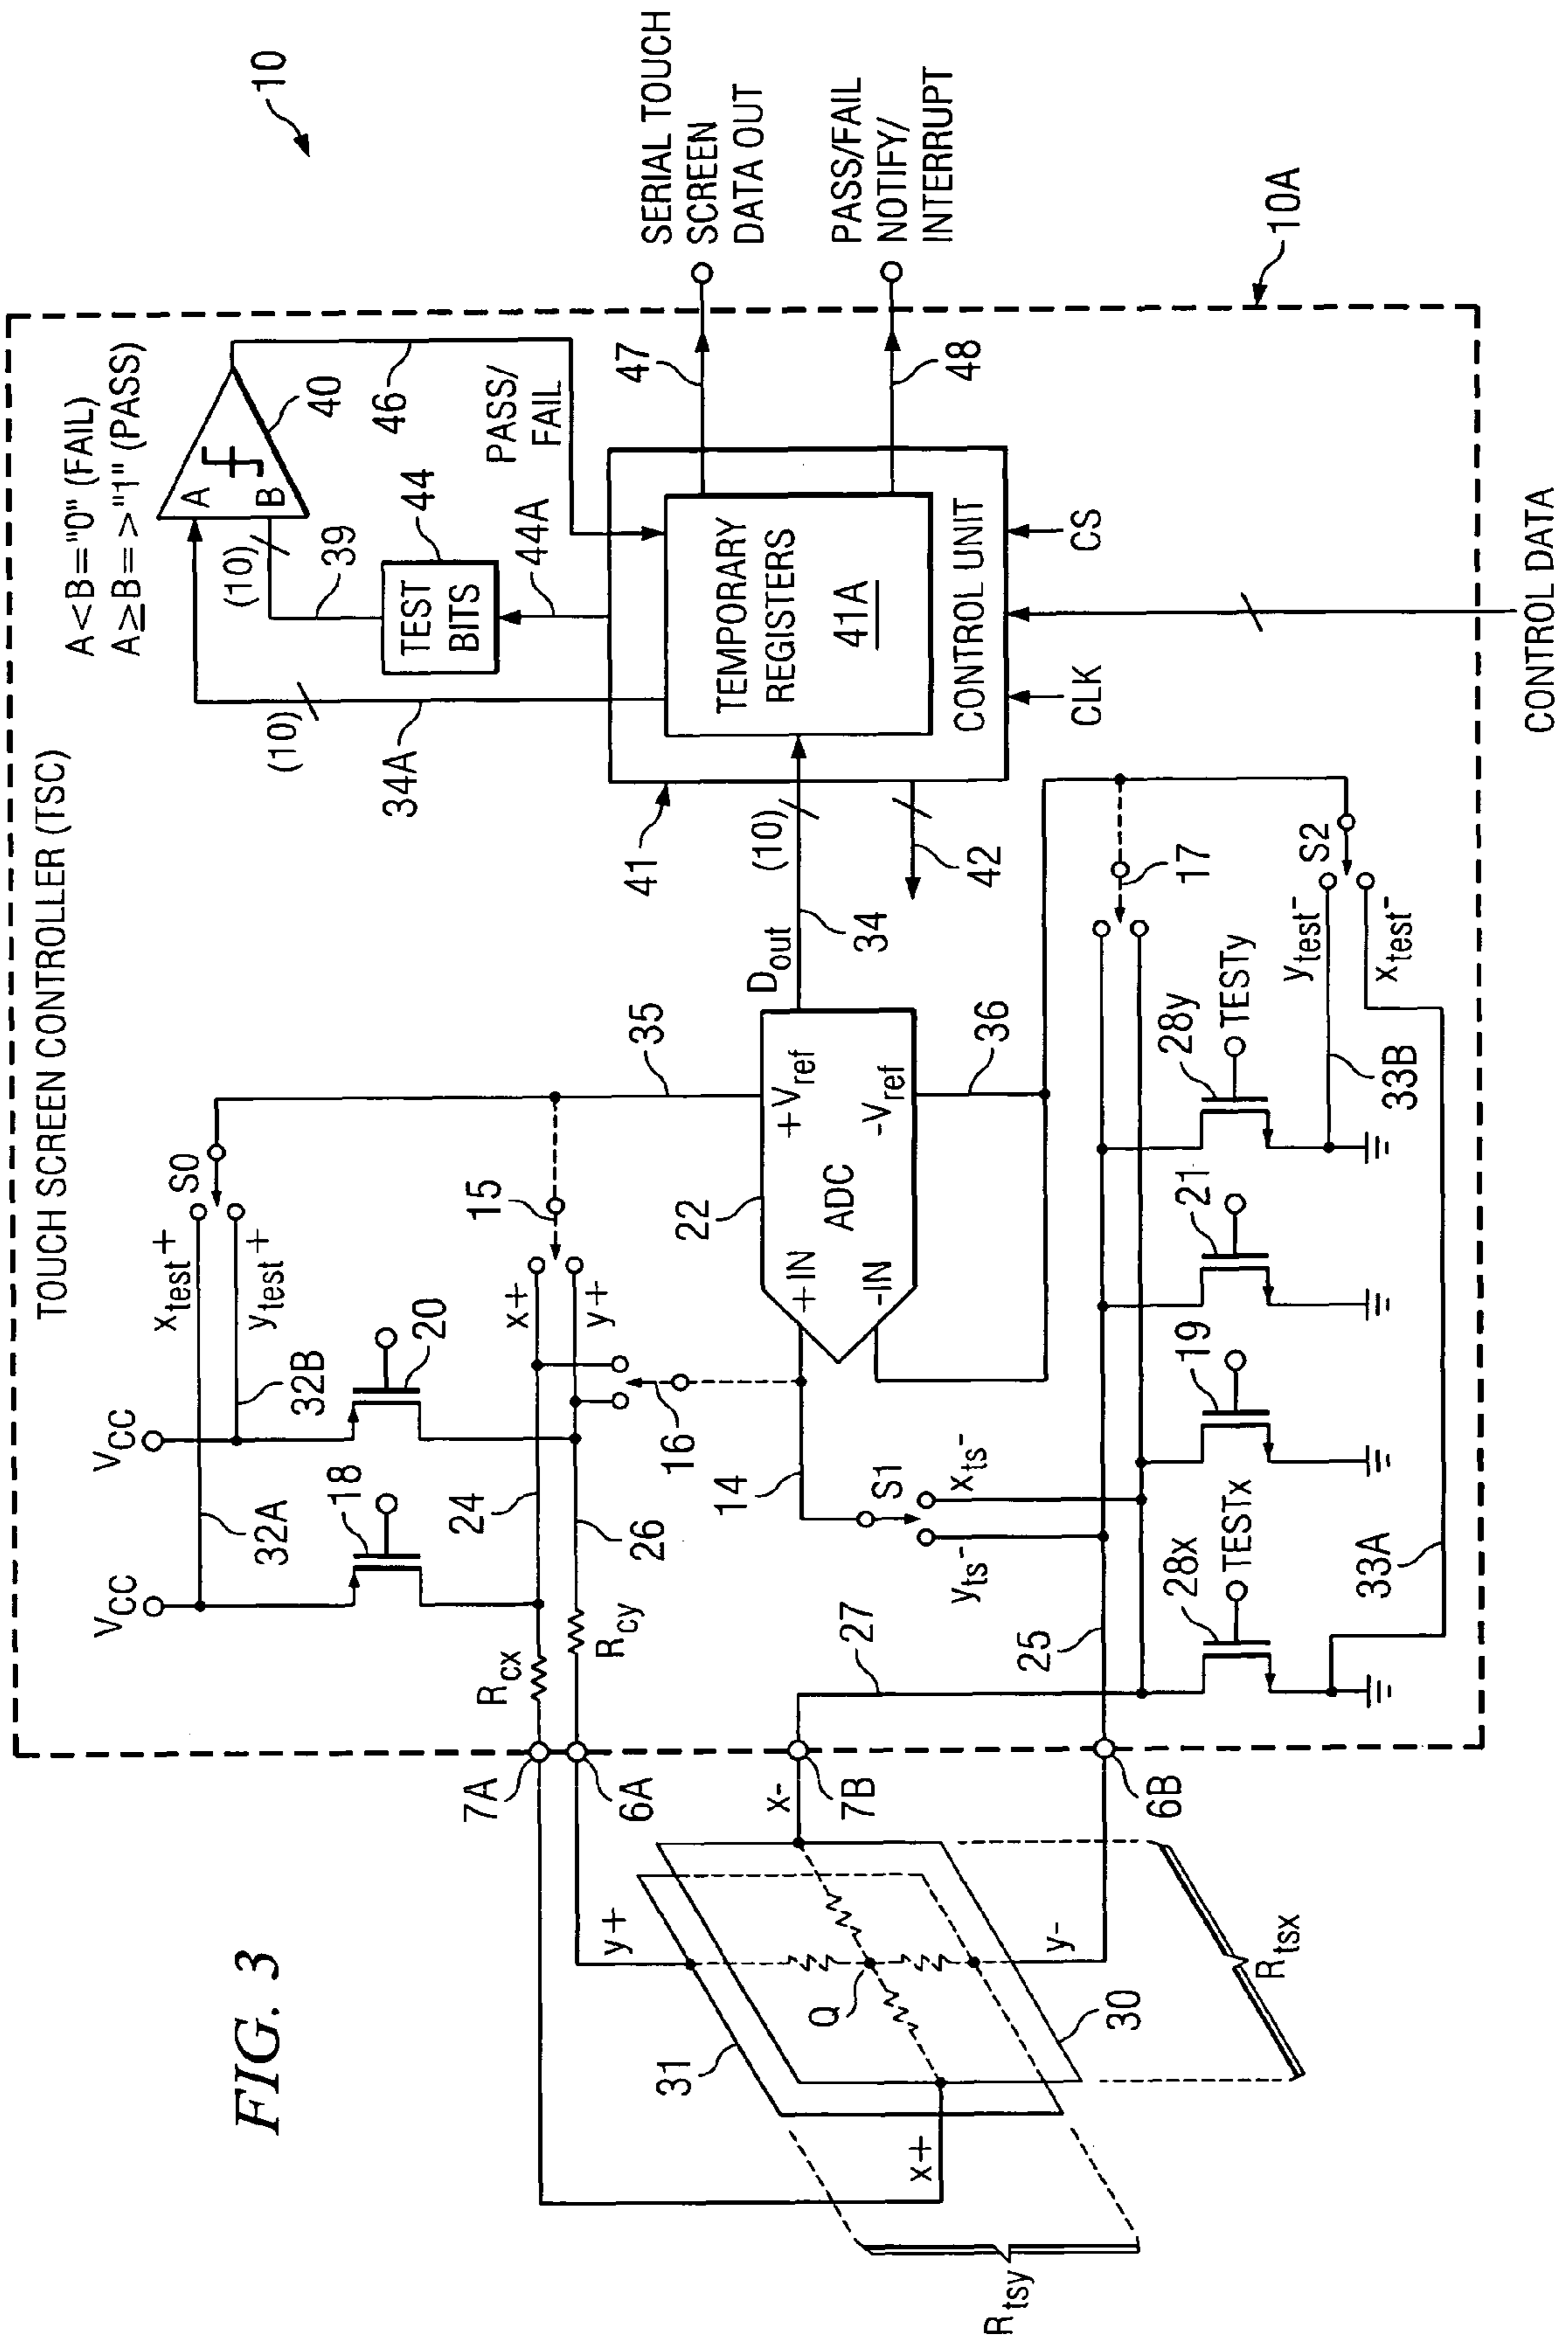 FIG. 3
10
10A
TOUCH SCREEN CONTROLLER (TSC)
A<B="0" (FAIL)
A≥B=>"1" (PASS)
A
B
40
46
PASS/
FAIL
(10)
39
44
TEST
BITS
44A
(10)
34A
SERIAL TOUCH
SCREEN
DATA OUT
PASS/FAIL
NOTIFY/
INTERRUPT
47
48
TEMPORARY
REGISTERS
41A
CONTROL UNIT
41
CLK
CS
CONTROL DATA
42
(10)
34
Dout
35
36
22
ADC
+Vref
-Vref
+IN
-IN
S0
xtest+
ytest+
VCC
VCC
32A
32B
18
20
15
x+
y+
24
26
16
14
S1
xts-
yts-
Rcx
Rcy
7A
6A
7B
6B
x-
27
25
17
S2
ytest-
xtest-
28x
TESTx
19
21
28y
TESTy
33A
33B
y+
y-
x+
Q
31
30
Rtsx
Rtsy